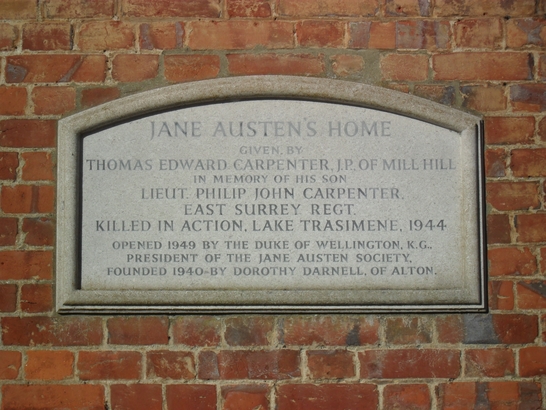 JANE AUSTEN'S HOME
GIVEN, BY
THOMAS EDWARD CARPENTER, J.P. OF MILL HILL
IN MEMORY OF HIS SON
LIEUT. PHILIP JOHN CARPENTER,
EAST SURREY REGT.
KILLED IN ACTION, LAKE TRASIMENE, 1944
OPENED 1949 BY THE DUKE OF WELLINGTON, K.G.,
PRESIDENT OF THE JANE AUSTEN SOCIETY,
FOUNDED 1940 BY DOROTHY DARNELL, OF ALTON.